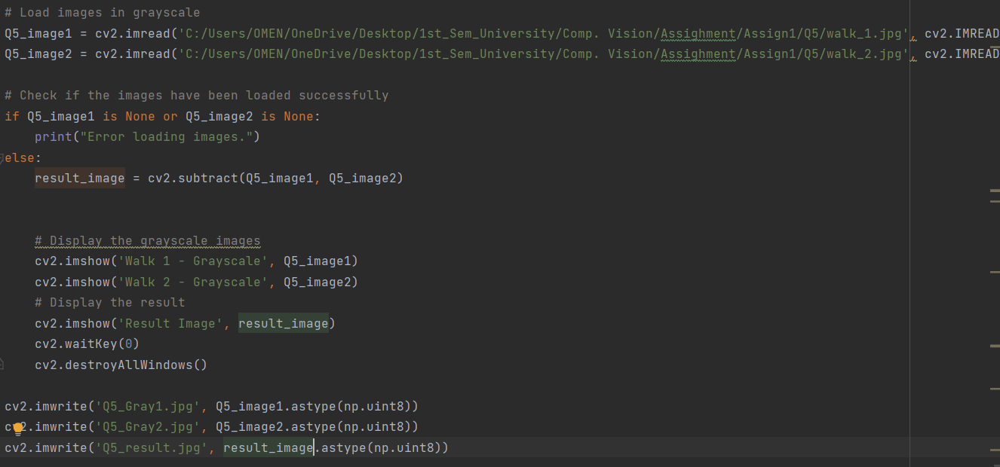 # Load images in grayscale
Q5_image1 = cv2.imread('C:/Users/OMEN/OneDrive/Desktop/1st_Sem_University/Comp. Vision/Assighment/Assign1/Q5/walk_1.jpg', cv2.IMREAD
Q5_image2 = cv2.imread('C:/Users/OMEN/OneDrive/Desktop/1st_Sem_University/Comp. Vision/Assighment/Assign1/Q5/walk_2.jpg', cv2.IMREAD
# Check if the images have been loaded successfully
if Q5_image1 is None or Q5_image2 is None:
    print("Error loading images.")
else:
    result_image = cv2.subtract(Q5_image1, Q5_image2)
    # Display the grayscale images
    cv2.imshow('Walk 1 - Grayscale', Q5_image1)
    cv2.imshow('Walk 2 - Grayscale', Q5_image2)
    # Display the result
    cv2.imshow('Result Image', result_image)
    cv2.waitKey(0)
    cv2.destroyAllWindows()
cv2.imwrite('Q5_Gray1.jpg', Q5_image1.astype(np.uint8))
cv2.imwrite('Q5_Gray2.jpg', Q5_image2.astype(np.uint8))
cv2.imwrite('Q5_result.jpg', result_image.astype(np.uint8))